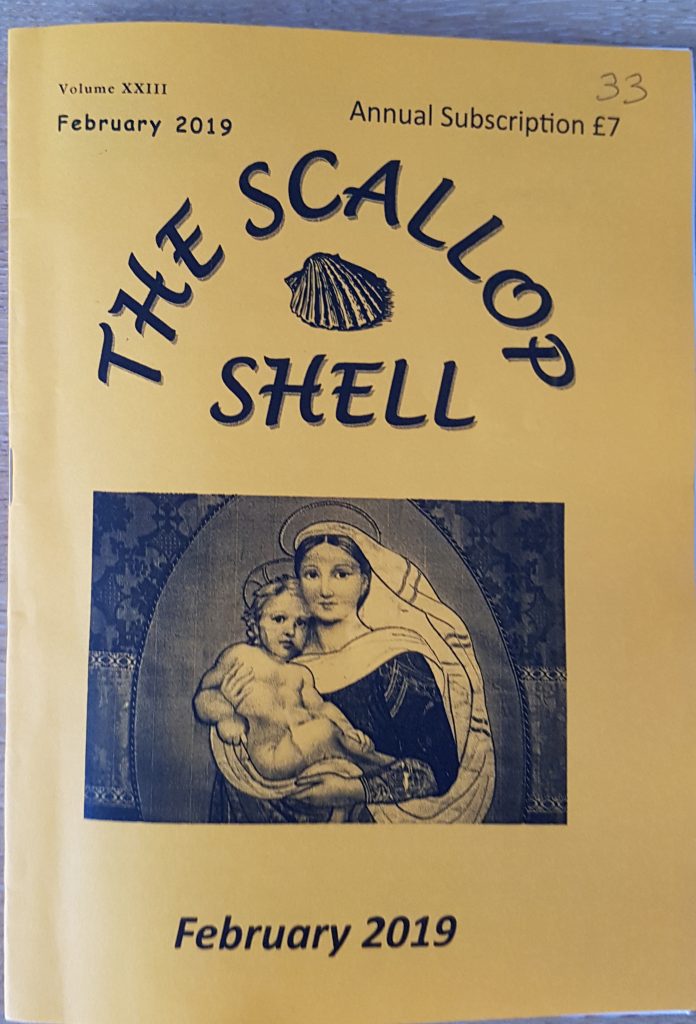 33
Volume XXIII
February 2019
Annual Subscription £7
THE SCALLOP
SHELL
February 2019